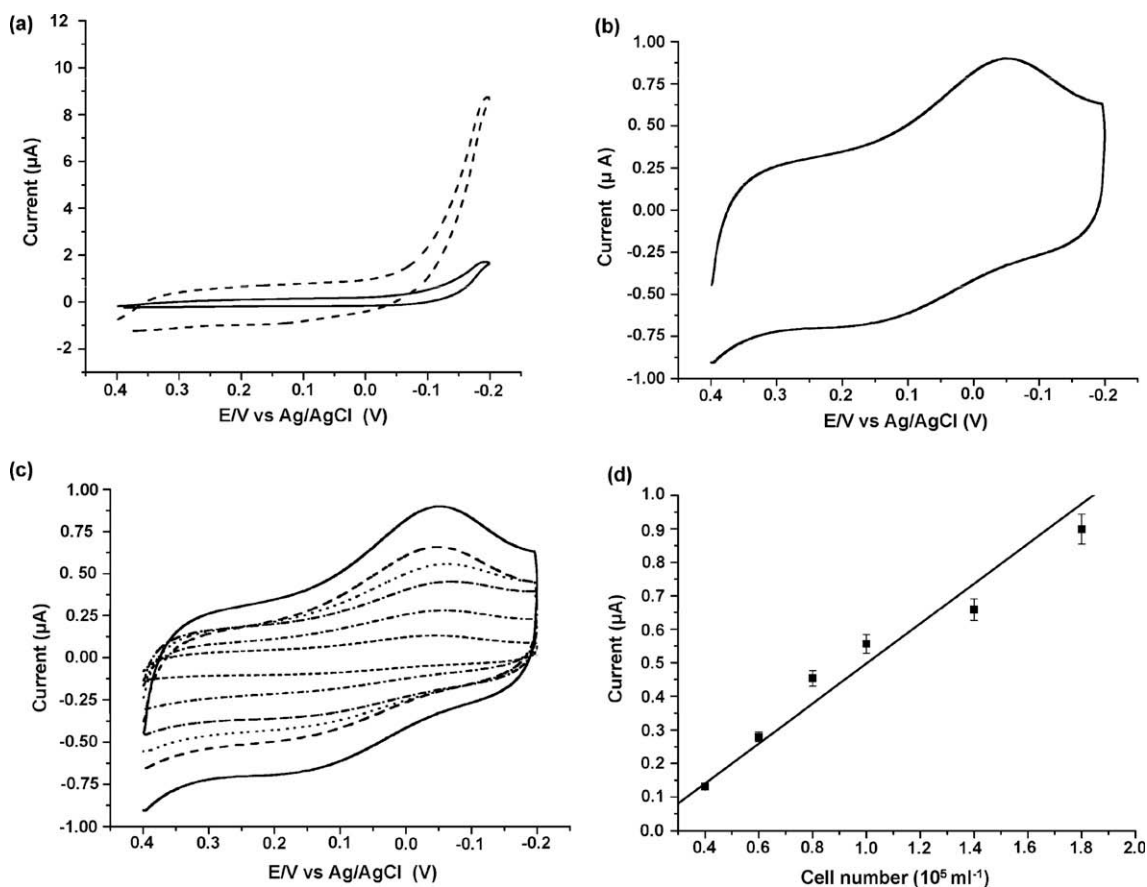 (a)
12
10
8
6
4
2
0
-2
Current (µA)
0.4 0.3 0.2 0.1 0.0 -0.1 -0.2
E/V vs Ag/AgCl (V)
(b)
1.00
0.75
0. 50
0.25
0.00
-0.25
-0.50
-0.75
-1.00
Current (µ A)
0.4 0.3 0.2 0.1 0.0 -0.1 -0.2
E/V vs Ag/AgCl (V)
(c)
1.00
0.75
0.50
0.25
0.00
-0.25
-0.50
-0.75
-1.00
Current (µA)
0.4 0.3 0.2 0.1 0.0 -0.1 -0.2
E/V vs Ag/AgCl (V)
(d)
1.0
0.9
0.8
0.7
0.6
0.5
0.4
0.3
0.2
0.1
0.0
Current (µA)
0.4 0.6 0.8 1.0 1.2 1.4 1.6 1.8 2.0
Cell number (10⁵ ml⁻¹)